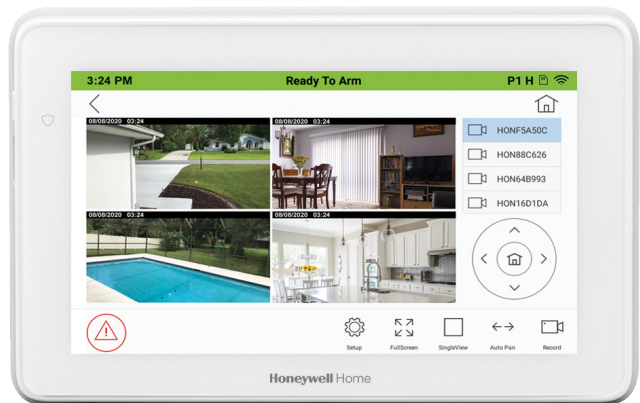 3:24 PM Ready To Arm P1 H
08/08/2020 03:24 08/08/2020 03:24
HONF5A50C
HON88C626
HON64B993
08/08/2020 03:24 08/08/2020 03:24
HON16D1DA
Setup FullScreen SingleView Auto Pan Record
Honeywell Home